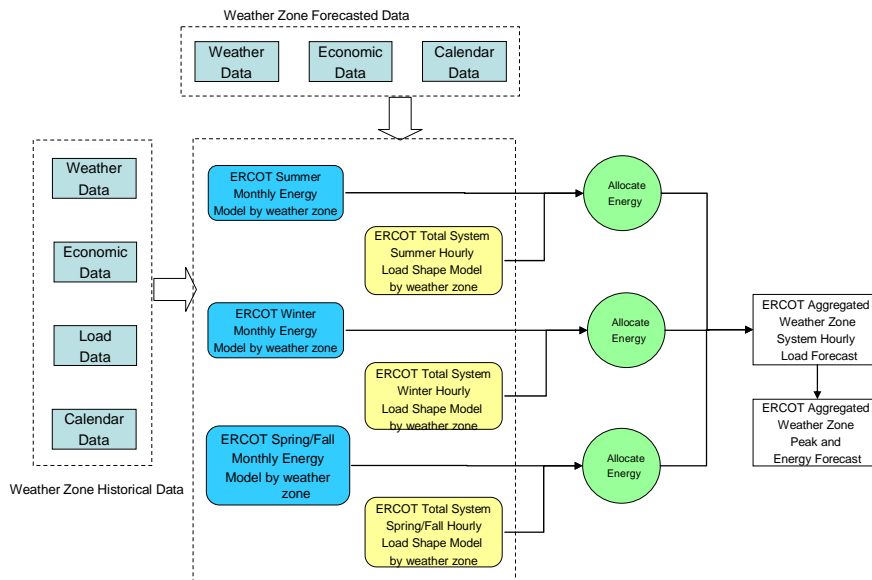 Weather Zone Forecasted Data
Weather
Data
Economic
Data
Calendar
Data
Weather
Data
Economic
Data
Load
Data
Calendar
Data
Weather Zone Historical Data
ERCOT Summer
Monthly Energy
Model by weather zone
ERCOT Total System
Summer Hourly
Load Shape Model
by weather zone
Allocate
Energy
ERCOT Winter
Monthly Energy
Model by weather zone
ERCOT Total System
Winter Hourly
Load Shape Model
by weather zone
Allocate
Energy
ERCOT Spring/Fall
Monthly Energy
Model by weather
zone
ERCOT Total System
Spring/Fall Hourly
Load Shape Model
by weather zone
Allocate
Energy
ERCOT Aggregated
Weather Zone
System Hourly
Load Forecast
ERCOT Aggregated
Weather Zone
Peak and
Energy Forecast